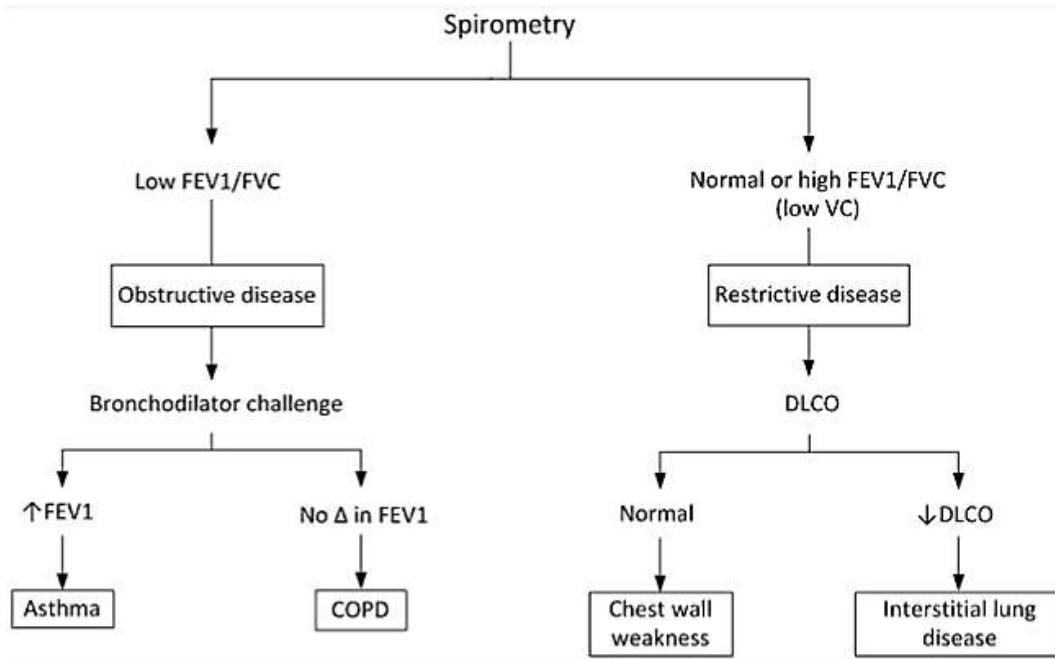 Spirometry
Low FEV1/FVC
Normal or high FEV1/FVC
(low VC)
Obstructive disease
Restrictive disease
Bronchodilator challenge
DLCO
↑FEV1
No Δ in FEV1
Normal
↓DLCO
Asthma
COPD
Chest wall
weakness
Interstitial lung
disease